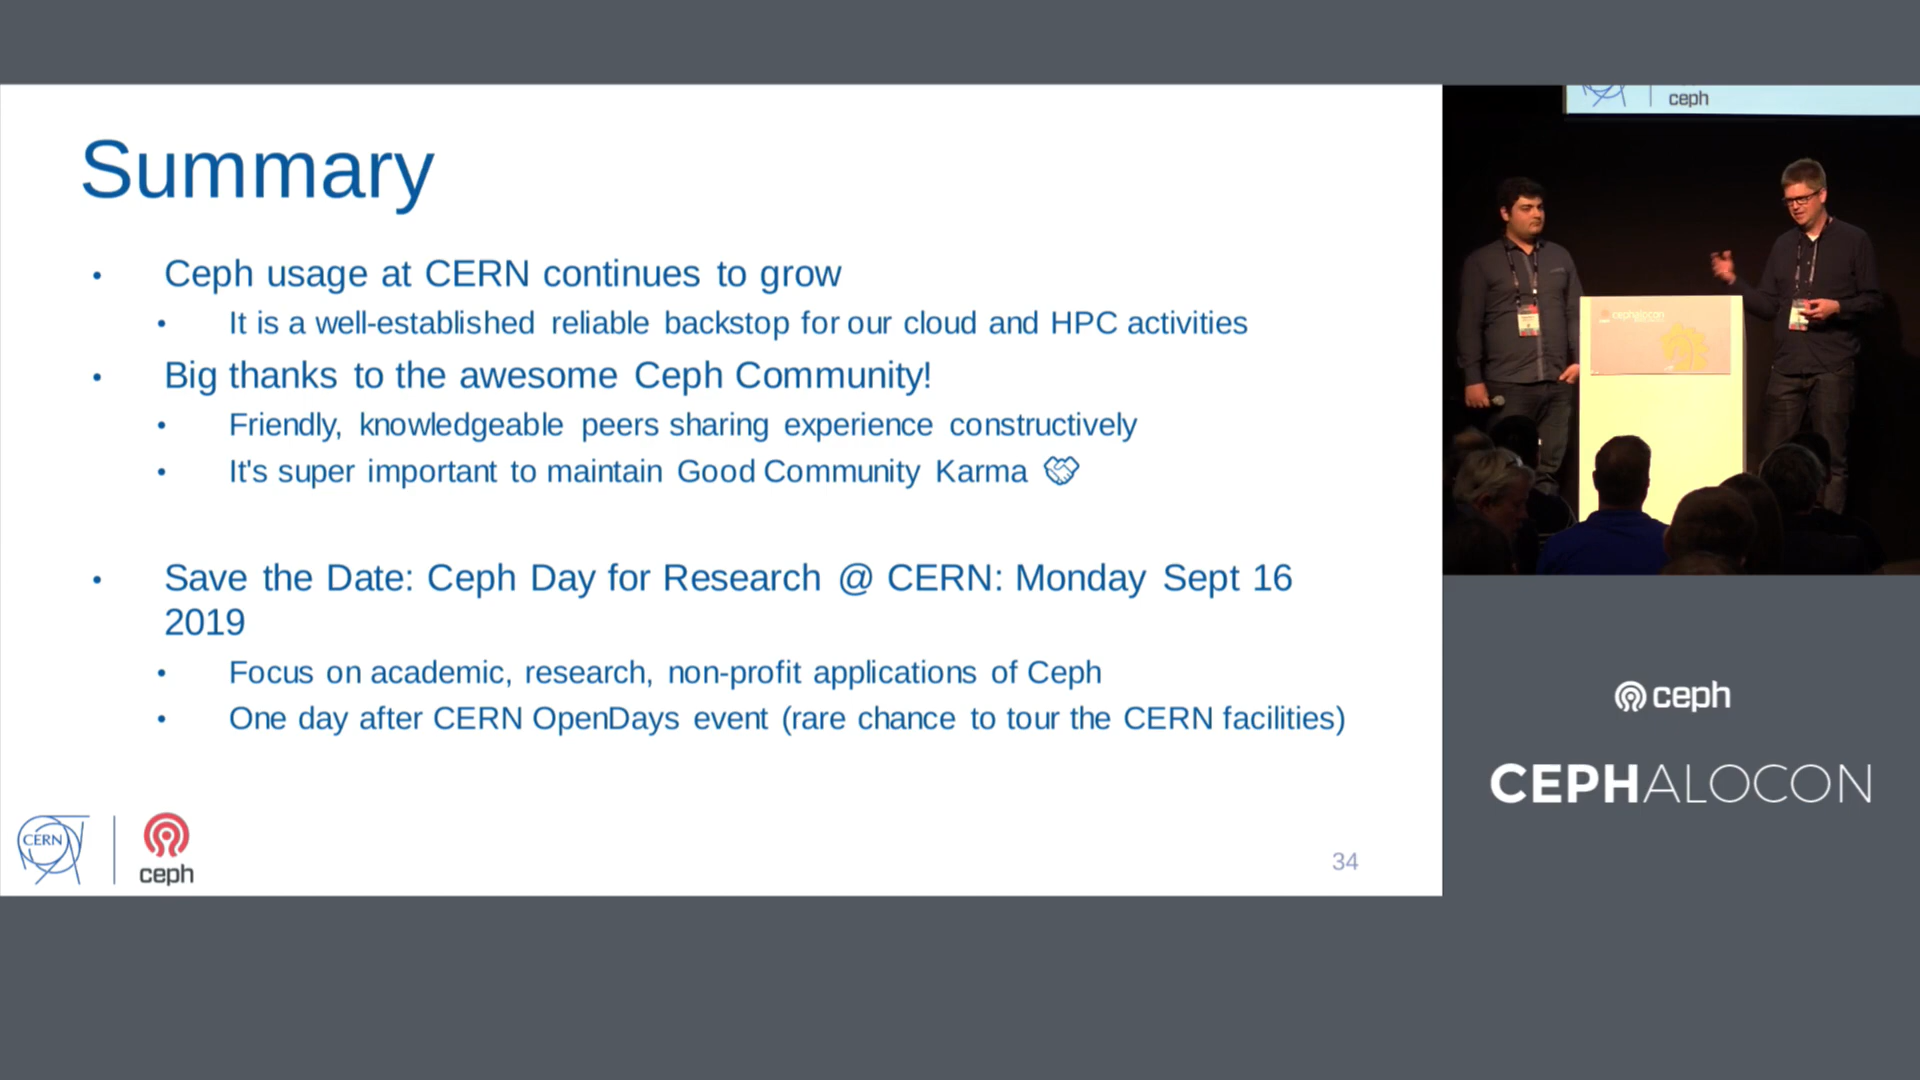 Summary
• Ceph usage at CERN continues to grow
• It is a well-established reliable backstop for our cloud and HPC activities
• Big thanks to the awesome Ceph Community!
• Friendly, knowledgeable peers sharing experience constructively
• It's super important to maintain Good Community Karma
• Save the Date: Ceph Day for Research @ CERN: Monday Sept 16
2019
• Focus on academic, research, non-profit applications of Ceph
• One day after CERN OpenDays event (rare chance to tour the CERN facilities)
CERN
ceph
34
ceph
cephalocon
ceph
CEPHALOCON